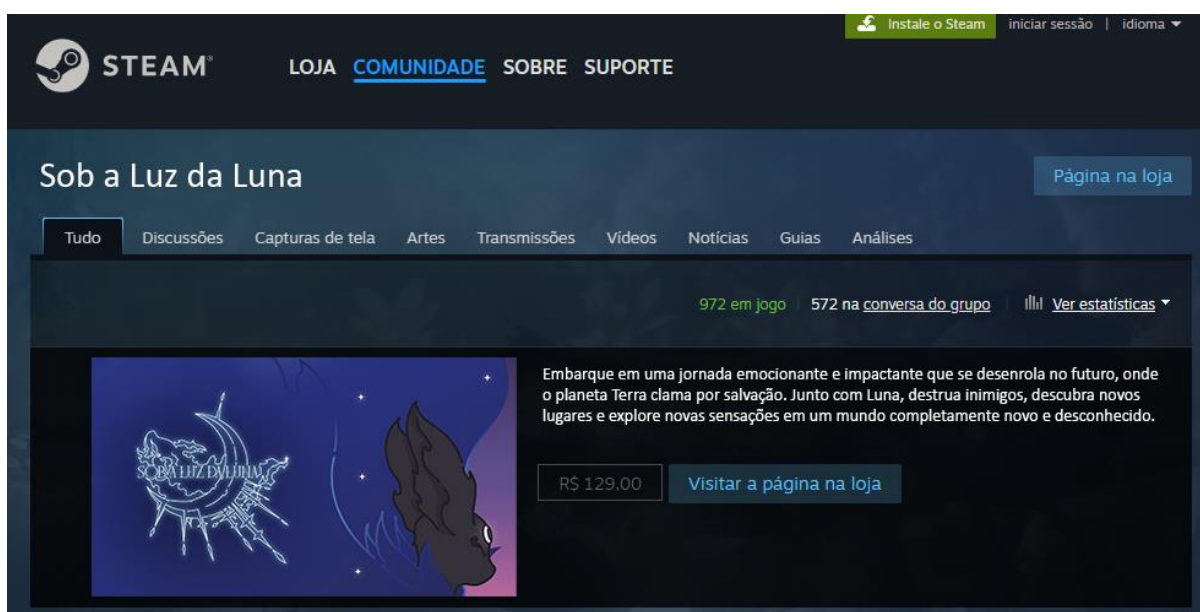 Instale o Steam iniciar sessão | idioma
STEAM® LOJA COMUNIDADE SOBRE SUPORTE
Sob a Luz da Luna
Página na loja
Tudo Discussões Capturas de tela Artes Transmissões Vídeos Notícias Guias Análises
972 em jogo 572 na conversa do grupo Ver estatísticas
Embarque em uma jornada emocionante e impactante que se desenrola no futuro, onde
o planeta Terra clama por salvação. Junto com Luna, destrua inimigos, descubra novos
lugares e explore novas sensações em um mundo completamente novo e desconhecido.
SOB A LUZ DA LUNA
R$ 129,00 Visitar a página na loja